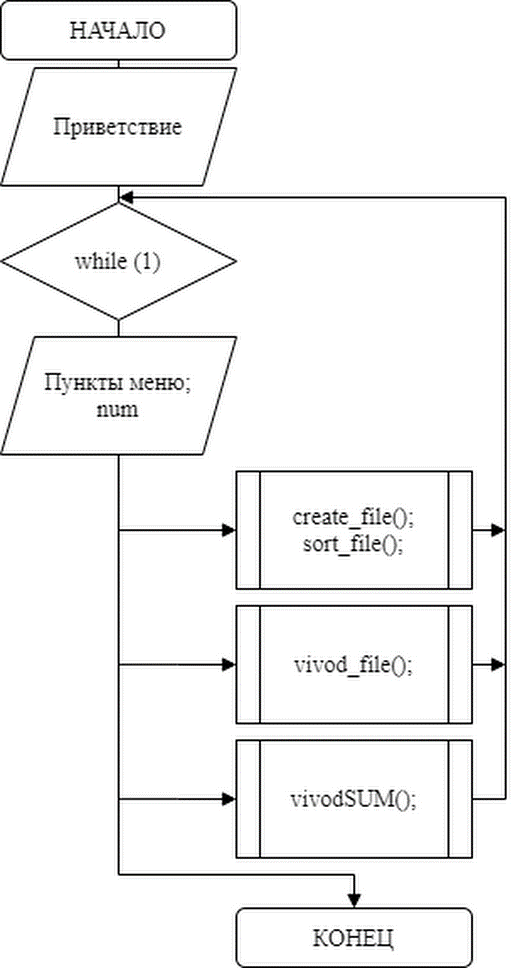 НАЧАЛО
Приветствие
while (1)
Пункты меню;
num
create_file();
sort_file();
vivod_file();
vivodSUM();
КОНЕЦ